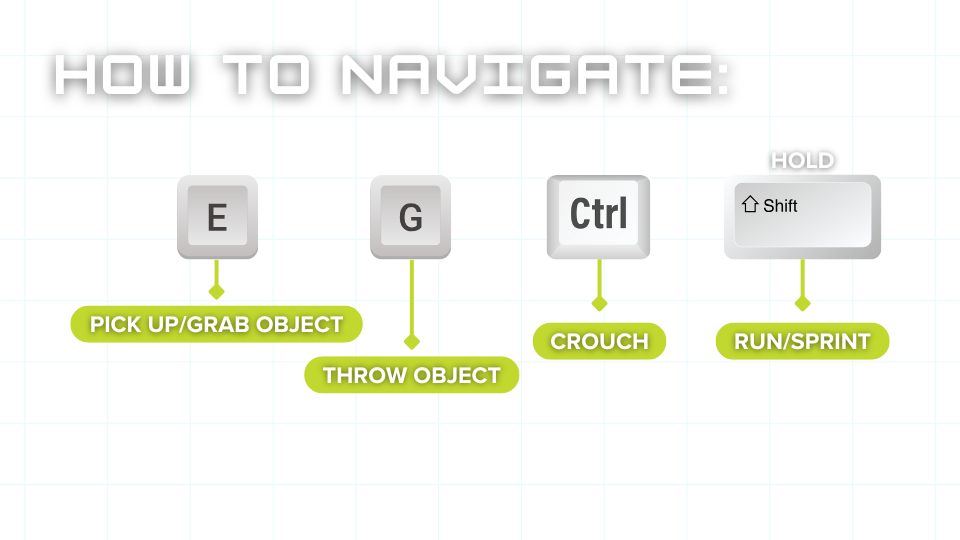 HOW TO NAVIGATE:
HOLD
E
G
Ctrl
Shift
PICK UP/GRAB OBJECT
THROW OBJECT
CROUCH
RUN/SPRINT